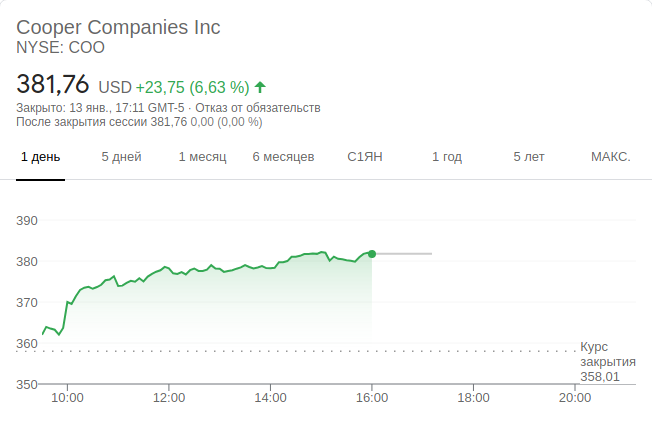 Cooper Companies Inc
NYSE: COO
381,76 USD +23,75 (6,63 %)
Закрыто: 13 янв., 17:11 GMT-5 · Отказ от обязательств
После закрытия сессии 381,76 0,00 (0,00 %)
1 день 5 дней 1 месяц 6 месяцев С1ЯН 1 год 5 лет МАКС.
390
380
370
360
350
Курс
закрытия
358,01
10:00 12:00 14:00 16:00 18:00 20:00